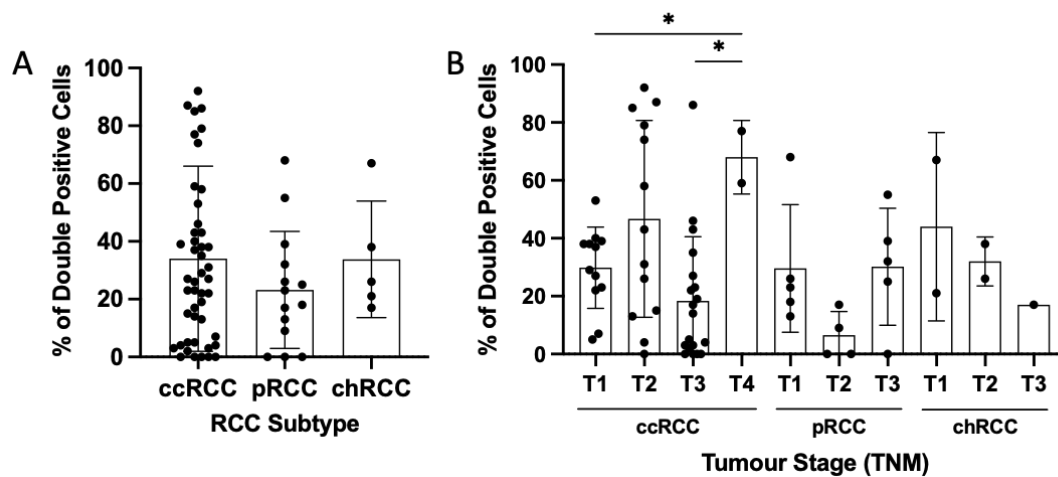 A
% of Double Positive Cells
100
80
60
40
20
0
ccRCC pRCC chRCC
RCC Subtype
B
% of Double Positive Cells
100
80
60
40
20
0
*
*
T1 T2 T3 T4 T1 T2 T3 T1 T2 T3
ccRCC pRCC chRCC
Tumour Stage (TNM)